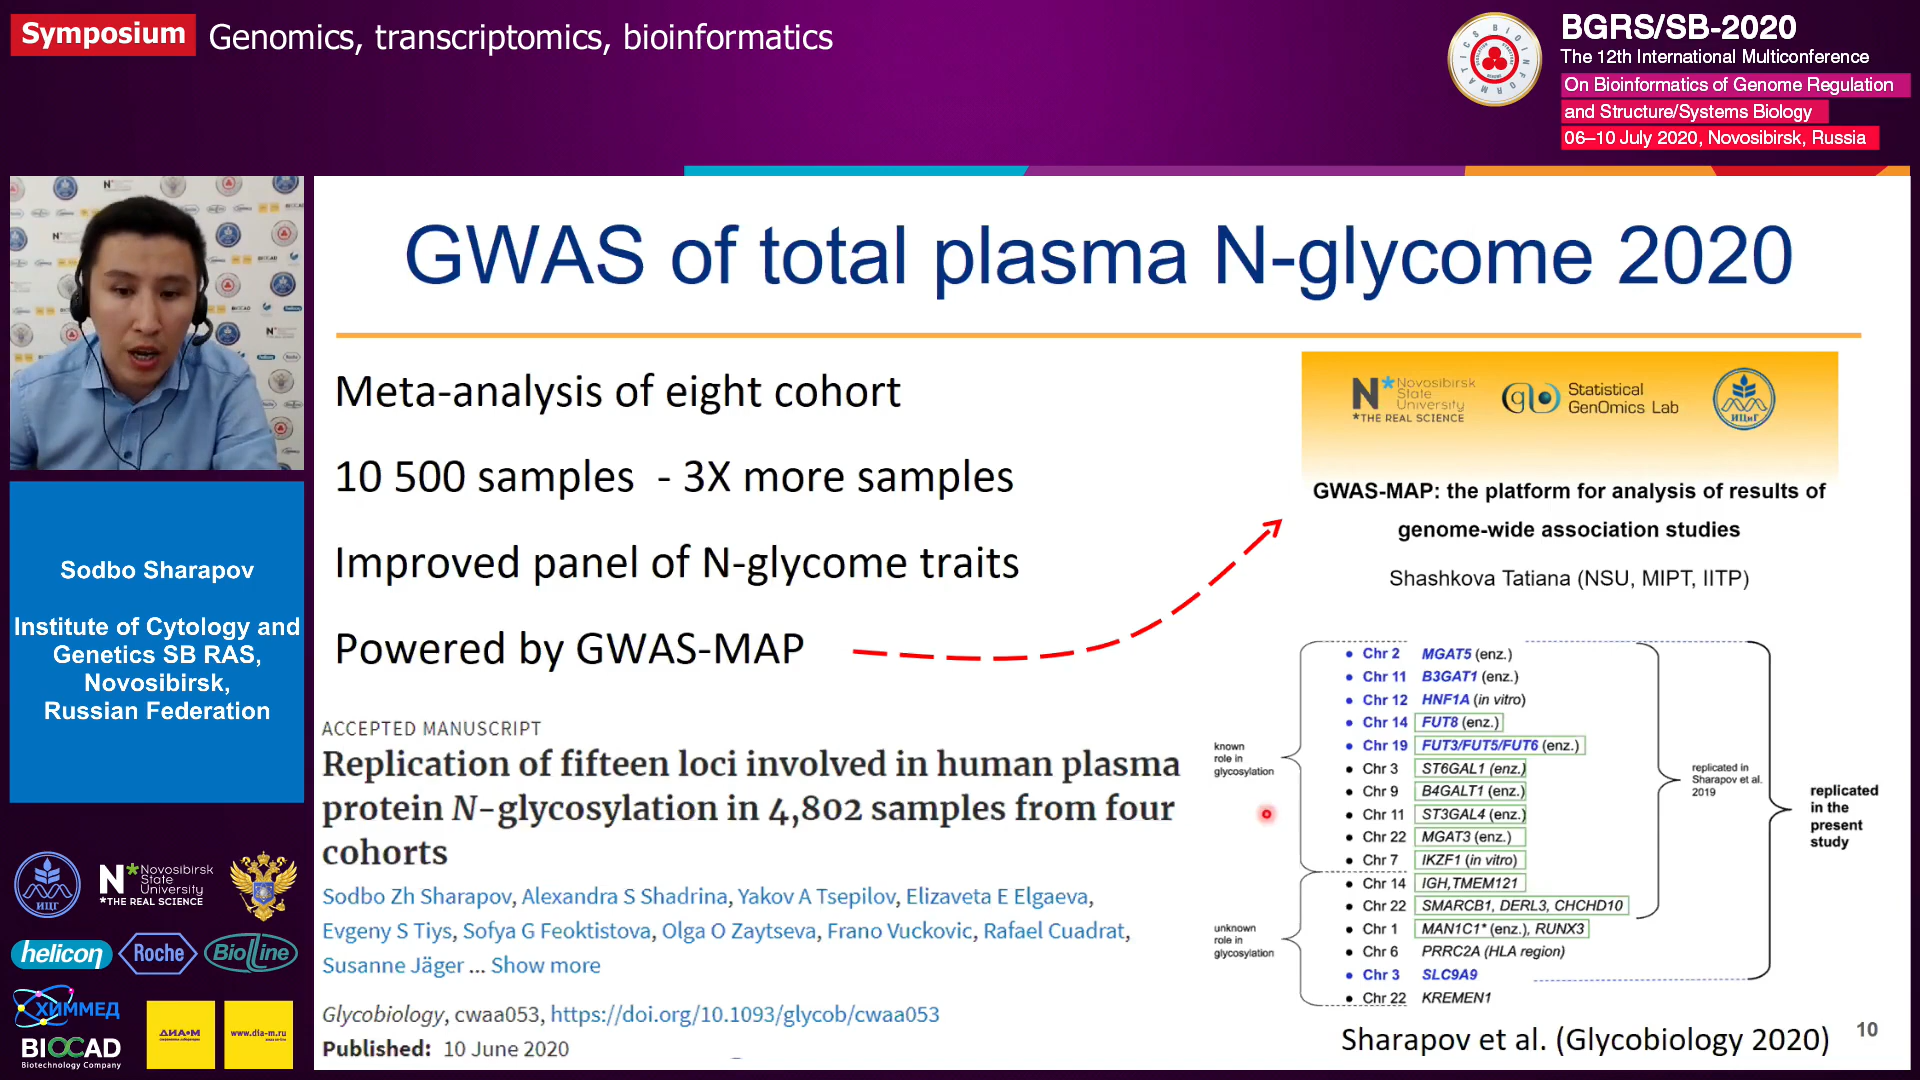 Symposium Genomics, transcriptomics, bioinformatics
BGRS/SB-2020
The 12th International Multiconference
On Bioinformatics of Genome Regulation
and Structure/Systems Biology
06–10 July 2020, Novosibirsk, Russia
GWAS of total plasma N-glycome 2020
Meta-analysis of eight cohort
10 500 samples - 3X more samples
Improved panel of N-glycome traits
Powered by GWAS-MAP
Novosibirsk
State
University
*THE REAL SCIENCE
Statistical
GenOmics Lab
ИЦиГ
GWAS-MAP: the platform for analysis of results of
genome-wide association studies
Shashkova Tatiana (NSU, MIPT, IITP)
Sodbo Sharapov
Institute of Cytology and
Genetics SB RAS,
Novosibirsk,
Russian Federation
ACCEPTED MANUSCRIPT
Replication of fifteen loci involved in human plasma
protein N-glycosylation in 4,802 samples from four
cohorts
Sodbo Zh Sharapov, Alexandra S Shadrina, Yakov A Tsepilov, Elizaveta E Elgaeva,
Evgeny S Tiys, Sofya G Feoktistova, Olga O Zaytseva, Frano Vuckovic, Rafael Cuadrat,
Susanne Jäger ... Show more
Glycobiology, cwaa053, https://doi.org/10.1093/glycob/cwaa053
Published: 10 June 2020
known
role in
glycosylation
unknown
role in
glycosylation
• Chr 2 MGAT5 (enz.)
• Chr 11 B3GAT1 (enz.)
• Chr 12 HNF1A (in vitro)
• Chr 14 FUT8 (enz.)
• Chr 19 FUT3/FUT5/FUT6 (enz.)
• Chr 3 ST6GAL1 (enz.)
• Chr 9 B4GALT1 (enz.)
• Chr 11 ST3GAL4 (enz.)
• Chr 22 MGAT3 (enz.)
• Chr 7 IKZF1 (in vitro)
• Chr 14 IGH,TMEM121
• Chr 22 SMARCB1, DERL3, CHCHD10
• Chr 1 MAN1C1* (enz.), RUNX3
• Chr 6 PRRC2A (HLA region)
• Chr 3 SLC9A9
• Chr 22 KREMEN1
replicated in
Sharapov et al.
2019
replicated
in the
present
study
Sharapov et al. (Glycobiology 2020)
10
ИЦГ
N*Novosibirsk
State
University
*THE REAL SCIENCE
helicon
Roche
BioLine
ХИММЕД
BIOCAD
Biotechnology Company
ДИА•М
www.dia-m.ru